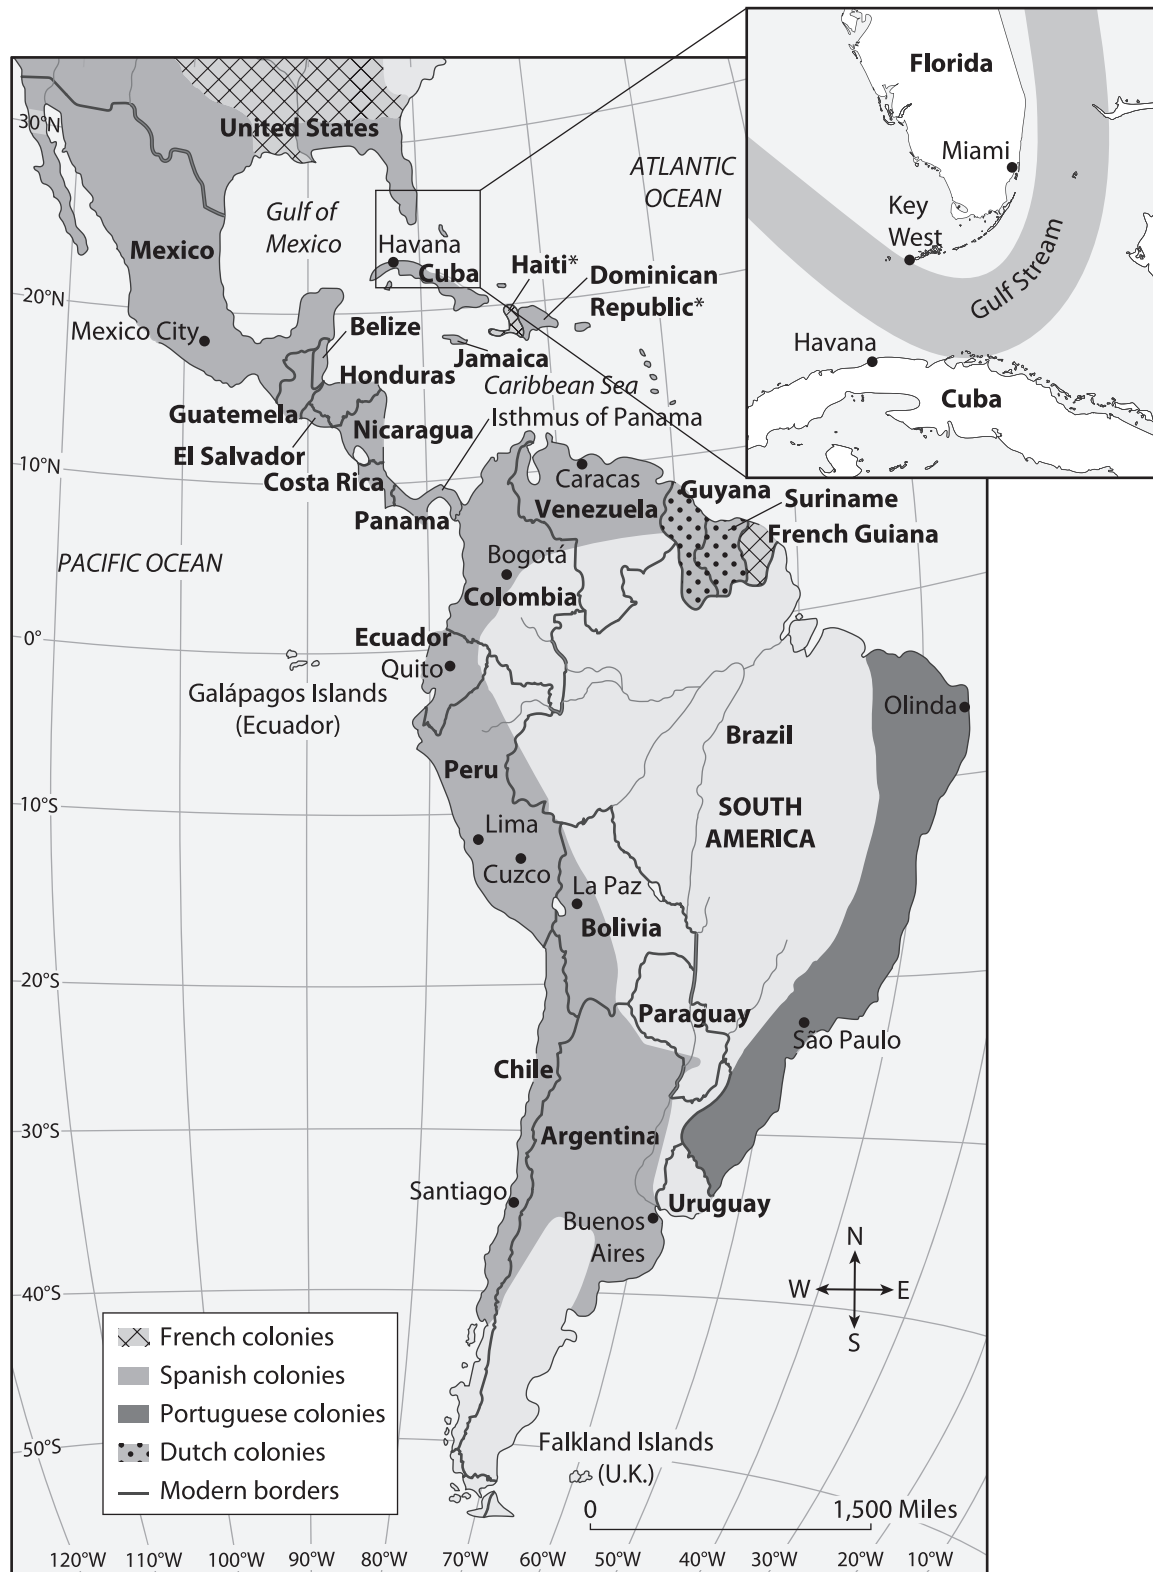 Florida
Miami
Key
West
Gulf Stream
Havana
Cuba
30°N
United States
ATLANTIC
OCEAN
Gulf of
Mexico
Mexico
Havana
Cuba
Haiti*
Dominican
Republic*
20°N
Mexico City
Belize
Jamaica
Honduras
Caribbean Sea
Guatemela
Isthmus of Panama
Nicaragua
El Salvador
10°N
Costa Rica
Caracas
Guyana
Suriname
Panama
Venezuela
French Guiana
PACIFIC OCEAN
Bogotá
Colombia
0°
Ecuador
Quito
Galápagos Islands
(Ecuador)
Olinda
Brazil
Peru
10°S
SOUTH
AMERICA
Lima
Cuzco
La Paz
Bolivia
20°S
Paraguay
São Paulo
Chile
30°S
Argentina
Santiago
Uruguay
Buenos
Aires
N
W
E
S
40°S
French colonies
Spanish colonies
Portuguese colonies
Dutch colonies
Modern borders
50°S
Falkland Islands
(U.K.)
0
1,500 Miles
120°W
110°W
100°W
90°W
80°W
70°W
60°W
50°W
40°W
30°W
20°W
10°W